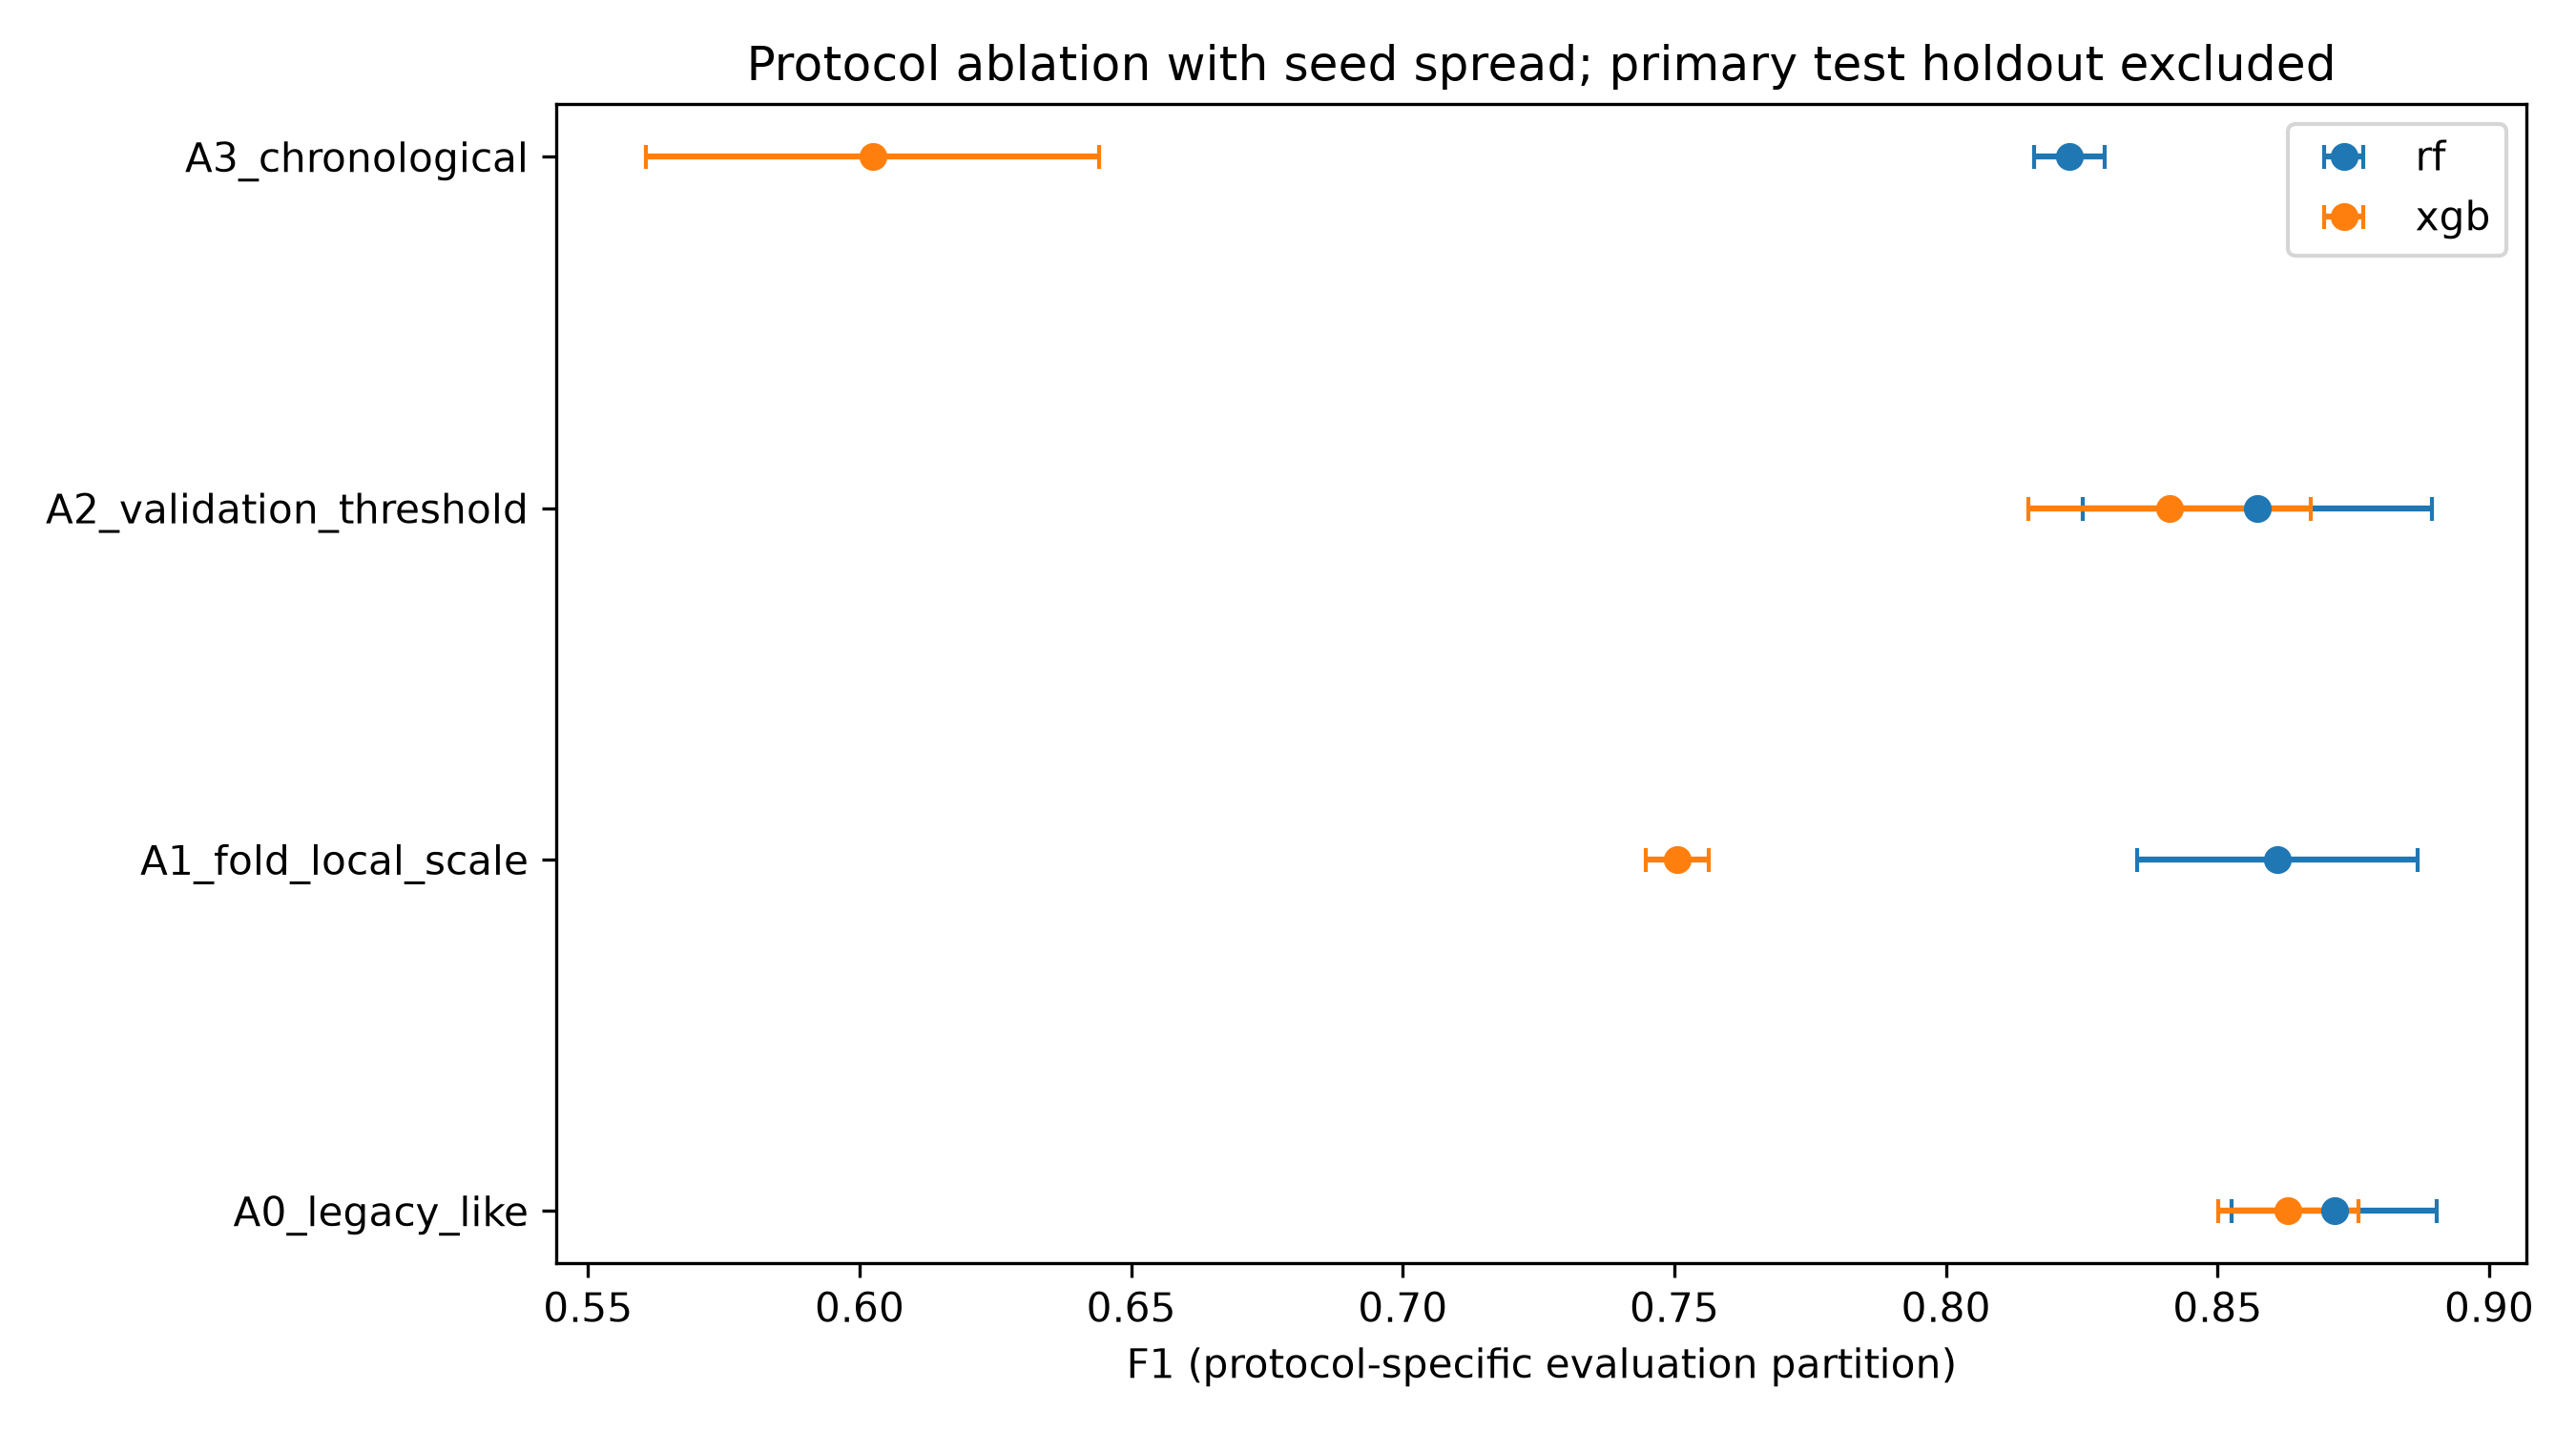 Protocol ablation with seed spread; primary test holdout excluded
rf
xgb
A3_chronological
A2_validation_threshold
A1_fold_local_scale
A0_legacy_like
0.55 0.60 0.65 0.70 0.75 0.80 0.85 0.90
F1 (protocol-specific evaluation partition)